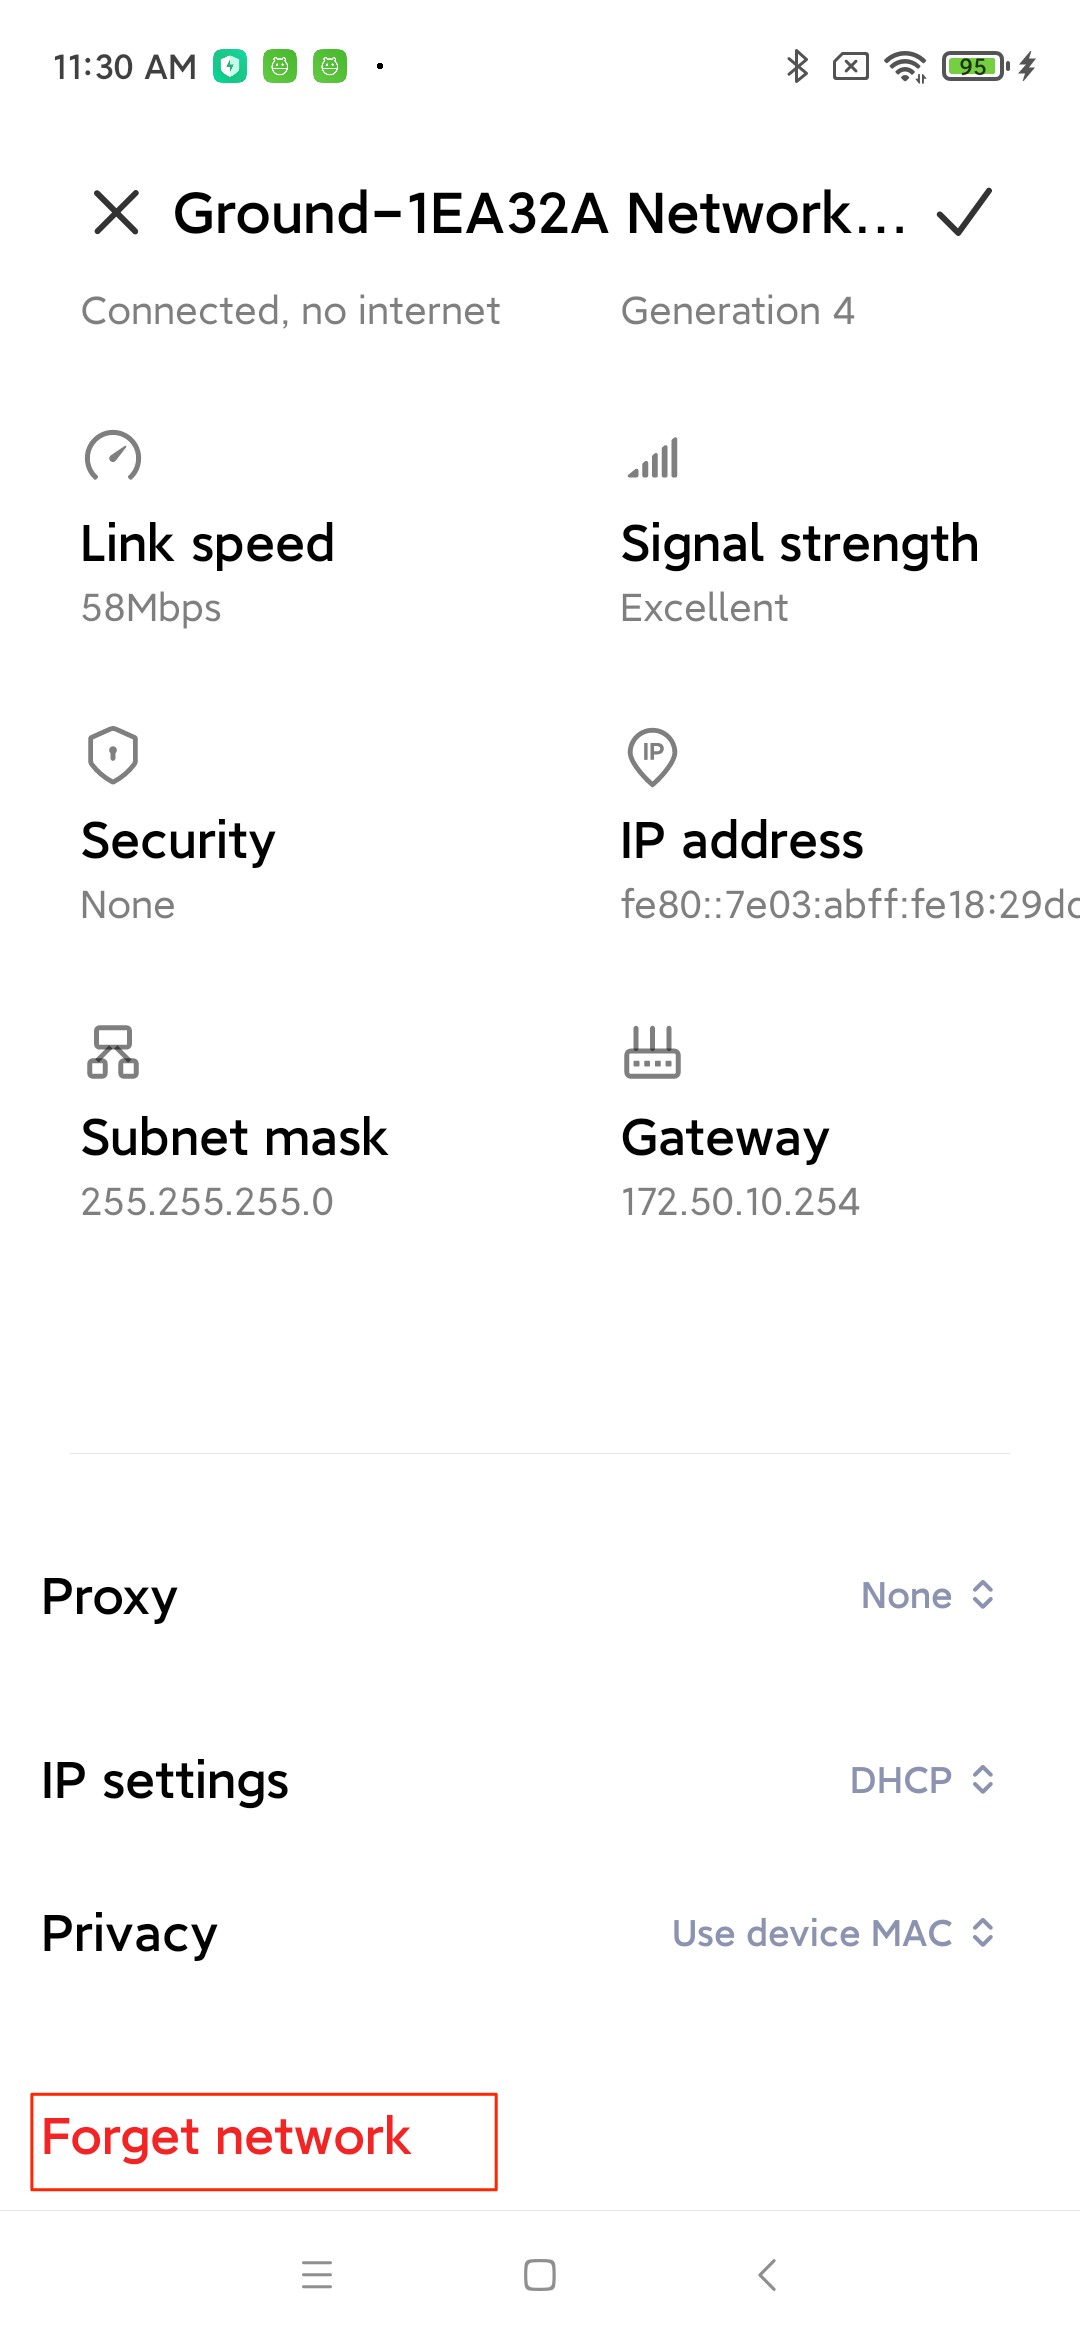 11:30 AM
95
Ground-1EA32A Network...
Connected, no internet
Generation 4
Link speed
58Mbps
Signal strength
Excellent
Security
None
IP
IP address
fe80::7e03:abff:fe18:29d
Subnet mask
255.255.255.0
Gateway
172.50.10.254
Proxy
None
IP settings
DHCP
Privacy
Use device MAC
Forget network